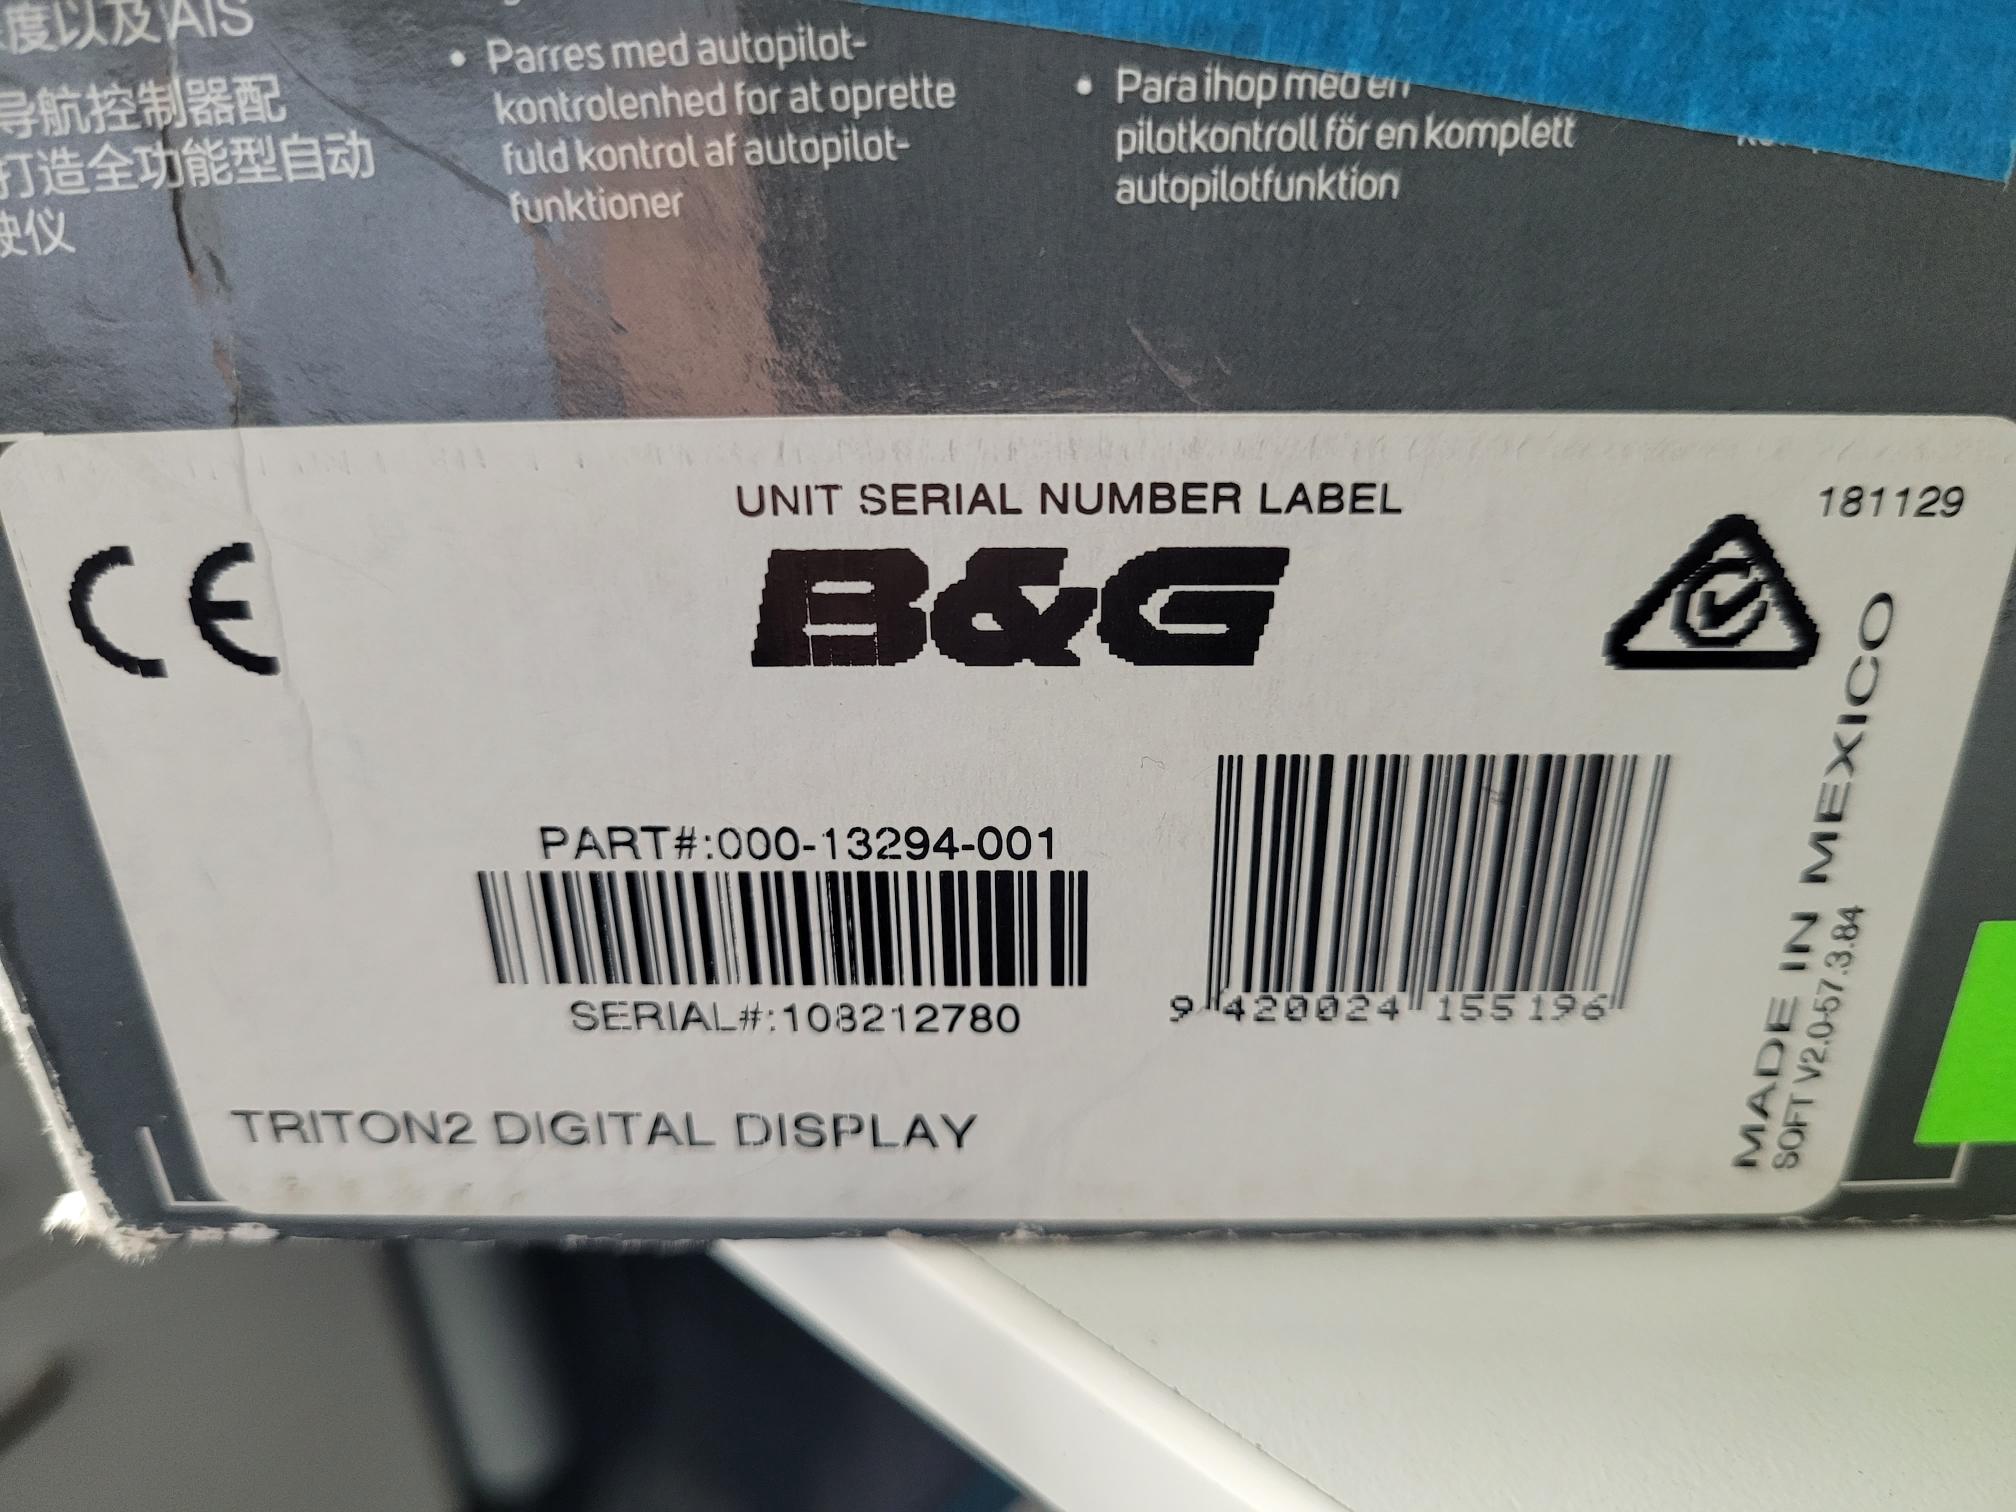 度以及 AIS
导航控制器配
打造全功能型自动
驶仪
• Parres med autopilot-
kontrolenhed for at oprette
fuld kontrol af autopilot-
funktioner
• Para ihop med en
pilotkontroll för en komplett
autopilotfunktion
UNIT SERIAL NUMBER LABEL
181129
CE
B&G
PART#:000-13294-001
SERIAL#:108212780
9 420024 155196
TRITON2 DIGITAL DISPLAY
MADE IN MEXICO
SOFT V2.0-57.3.84